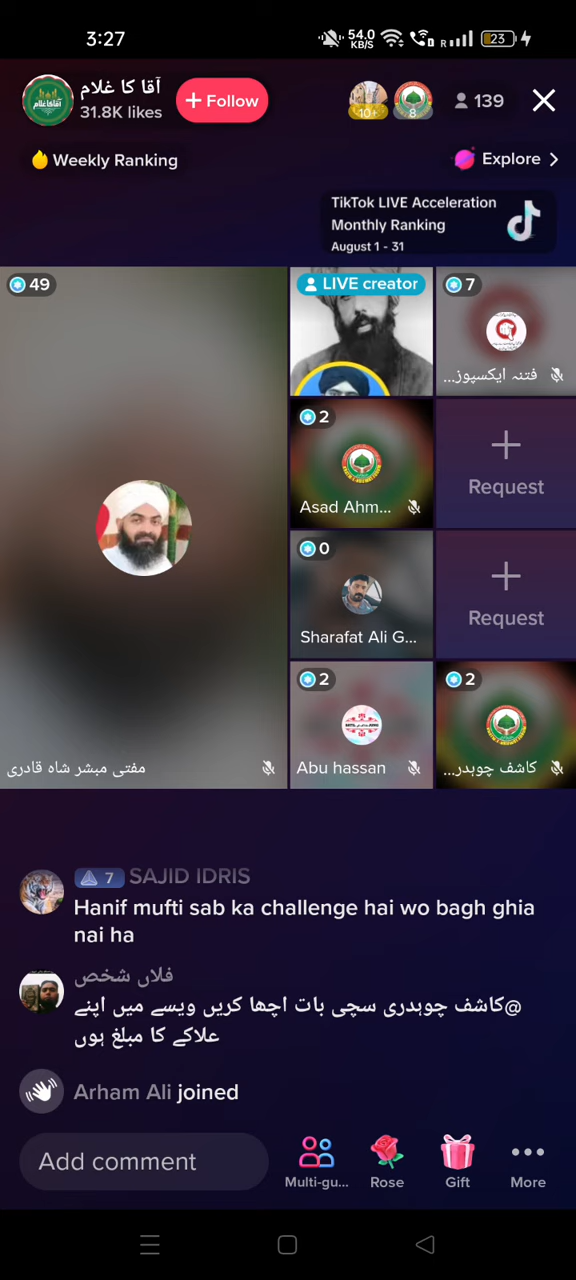 3:27
54.0
KB/S
R
23
آقا کا غلام
31.8K likes
+ Follow
10+
8
139
Weekly Ranking
Explore
TikTok LIVE Acceleration
Monthly Ranking
August 1 - 31
49
LIVE creator
7
فتنہ ایکسپوز...
2
Asad Ahm...
Request
0
Sharafat Ali G...
Request
2
Abu hassan
2
کاشف چوہدر...
مفتی مبشر شاہ قادری
7 SAJID IDRIS
Hanif mufti sab ka challenge hai wo bagh ghia
nai ha
فلاں شخص
@کاشف چوہدری سچی بات اچھا کریں ویسے میں اپنے
علاکے کا مبلغ ہوں
Arham Ali joined
Add comment
Multi-gu...
Rose
Gift
More